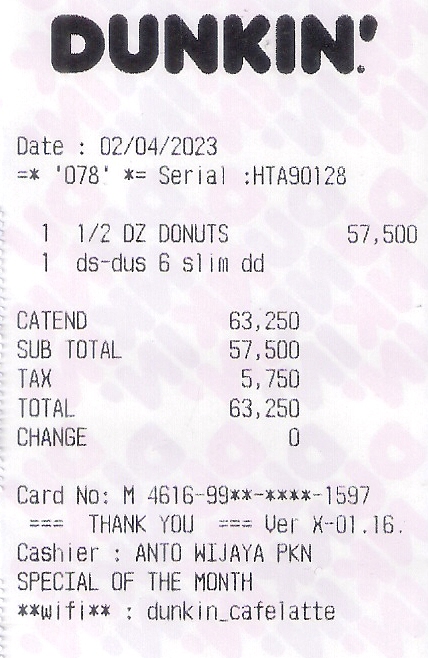 DUNKIN'
Date : 02/04/2023
=* '078' *= Serial :HTA90128
1 1/2 DZ DONUTS 57,500
1 ds-dus 6 slim dd
CATEND 63,250
SUB TOTAL 57,500
TAX 5,750
TOTAL 63,250
CHANGE 0
Card No: M 4616-99**-****-1597
=== THANK YOU === Ver X-01.16.
Cashier : ANTO WIJAYA PKN
SPECIAL OF THE MONTH
**wifi** : dunkin_cafelatte